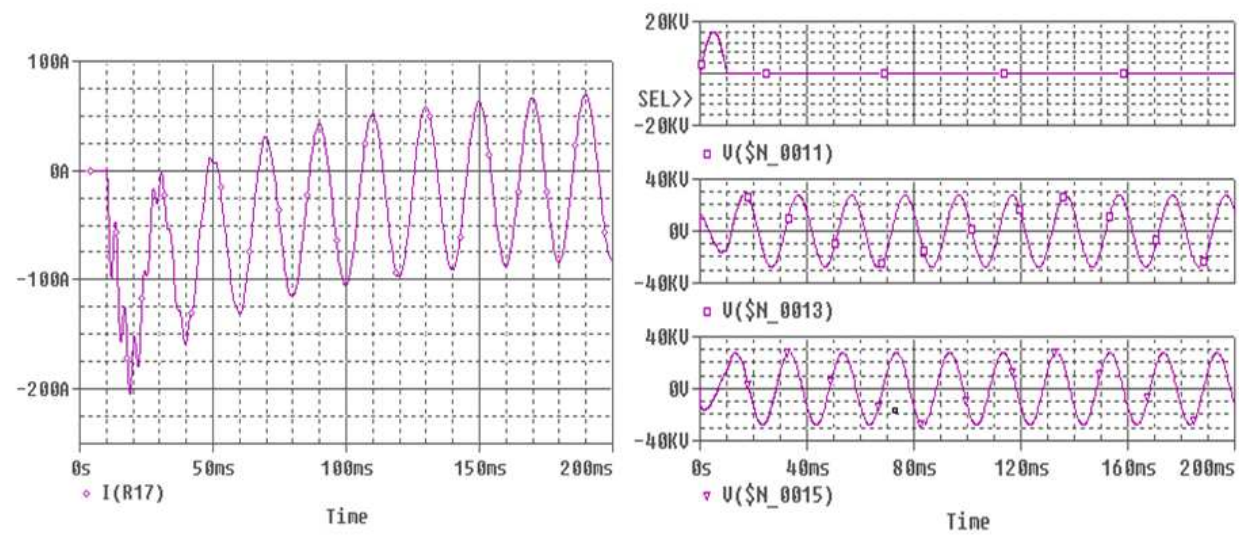 100A
0A
-100A
-200A
0s 50ms 100ms 150ms 200ms
I(R17)
Time
20KV
SEL>>
-20KV
V($N_0011)
40KV
0V
-40KV
V($N_0013)
40KV
0V
-40KV
0s 40ms 80ms 120ms 160ms 200ms
V($N_0015)
Time